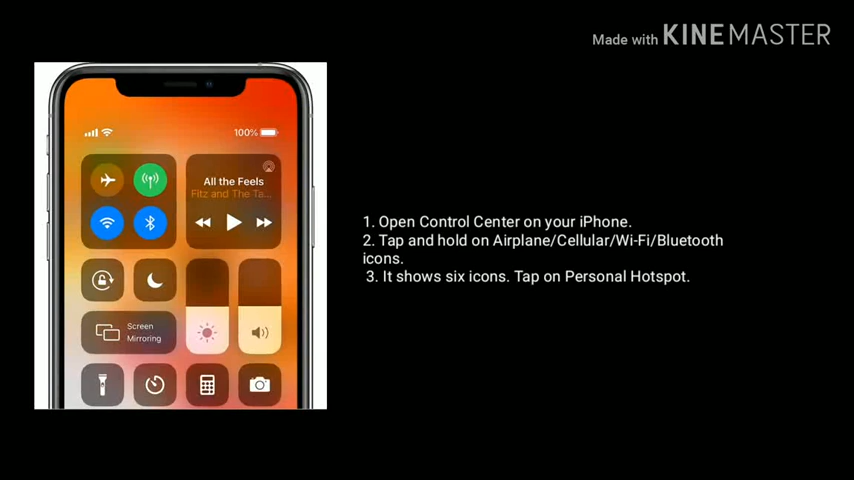 Made with KINEMASTER
100%
All the Feels
Fitz and The Ta...
Screen
Mirroring
1. Open Control Center on your iPhone.
2. Tap and hold on Airplane/Cellular/Wi-Fi/Bluetooth
icons.
3. It shows six icons. Tap on Personal Hotspot.